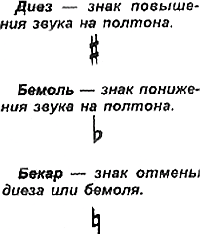 Диез — знак повыше-
ния звука на полтона.
♯
Бемоль — знак пониже-
ния звука на полтона.
♭
Бекар — знак отмены
диеза или бемоля.
♮